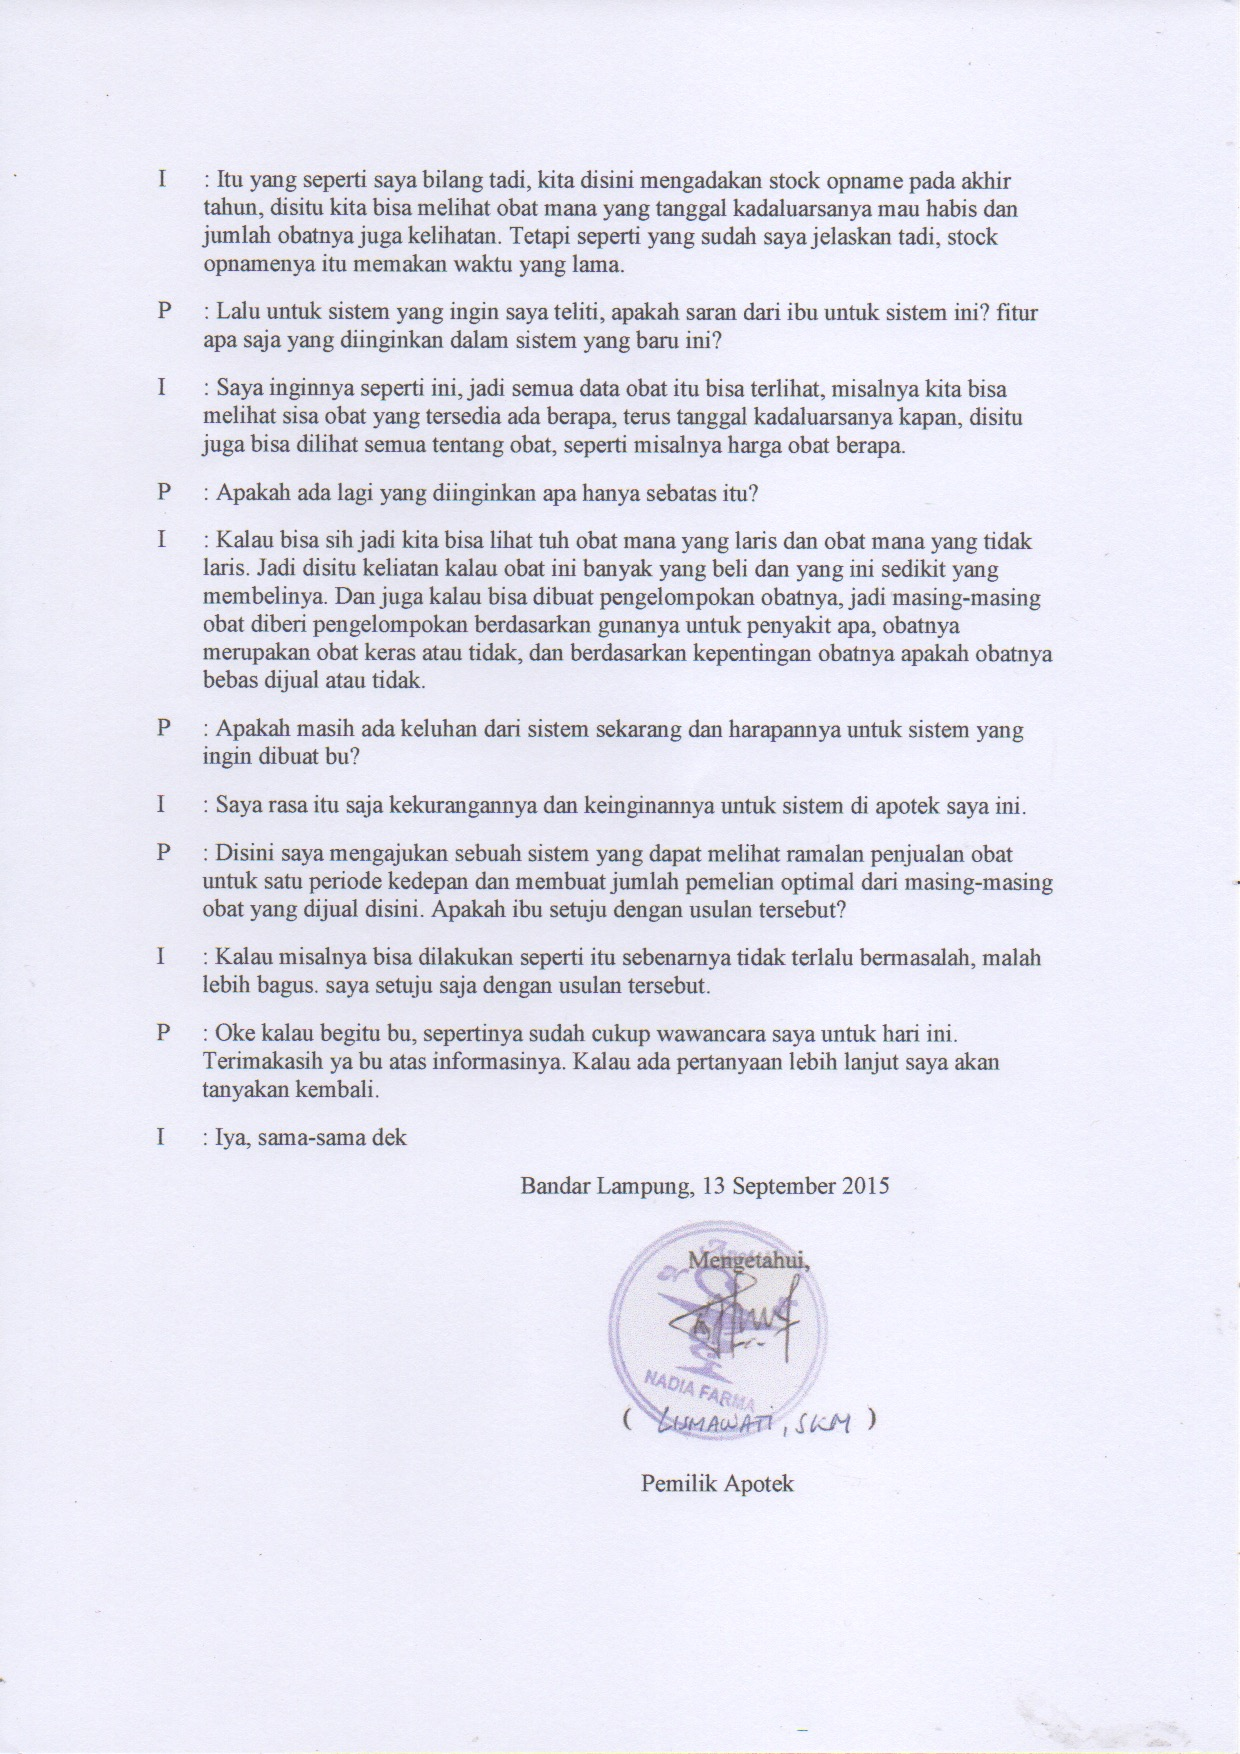 I : Itu yang seperti saya bilang tadi, kita disini mengadakan stock opname pada akhir
tahun, disitu kita bisa melihat obat mana yang tanggal kadaluarsanya mau habis dan
jumlah obatnya juga kelihatan. Tetapi seperti yang sudah saya jelaskan tadi, stock
opnamenya itu memakan waktu yang lama.
P : Lalu untuk sistem yang ingin saya teliti, apakah saran dari ibu untuk sistem ini? fitur
apa saja yang diinginkan dalam sistem yang baru ini?
I : Saya inginnya seperti ini, jadi semua data obat itu bisa terlihat, misalnya kita bisa
melihat sisa obat yang tersedia ada berapa, terus tanggal kadaluarsanya kapan, disitu
juga bisa dilihat semua tentang obat, seperti misalnya harga obat berapa.
P : Apakah ada lagi yang diinginkan apa hanya sebatas itu?
I : Kalau bisa sih jadi kita bisa lihat tuh obat mana yang laris dan obat mana yang tidak
laris. Jadi disitu keliatan kalau obat ini banyak yang beli dan yang ini sedikit yang
membelinya. Dan juga kalau bisa dibuat pengelompokan obatnya, jadi masing-masing
obat diberi pengelompokan berdasarkan gunanya untuk penyakit apa, obatnya
merupakan obat keras atau tidak, dan berdasarkan kepentingan obatnya apakah obatnya
bebas dijual atau tidak.
P : Apakah masih ada keluhan dari sistem sekarang dan harapannya untuk sistem yang
ingin dibuat bu?
I : Saya rasa itu saja kekurangannya dan keinginannya untuk sistem di apotek saya ini.
P : Disini saya mengajukan sebuah sistem yang dapat melihat ramalan penjualan obat
untuk satu periode kedepan dan membuat jumlah pemelian optimal dari masing-masing
obat yang dijual disini. Apakah ibu setuju dengan usulan tersebut?
I : Kalau misalnya bisa dilakukan seperti itu sebenarnya tidak terlalu bermasalah, malah
lebih bagus. saya setuju saja dengan usulan tersebut.
P : Oke kalau begitu bu, sepertinya sudah cukup wawancara saya untuk hari ini.
Terimakasih ya bu atas informasinya. Kalau ada pertanyaan lebih lanjut saya akan
tanyakan kembali.
I : Iya, sama-sama dek
Bandar Lampung, 13 September 2015
Mengetahui,
NADIA FARMA
( LISMAWATI, SKM )
Pemilik Apotek